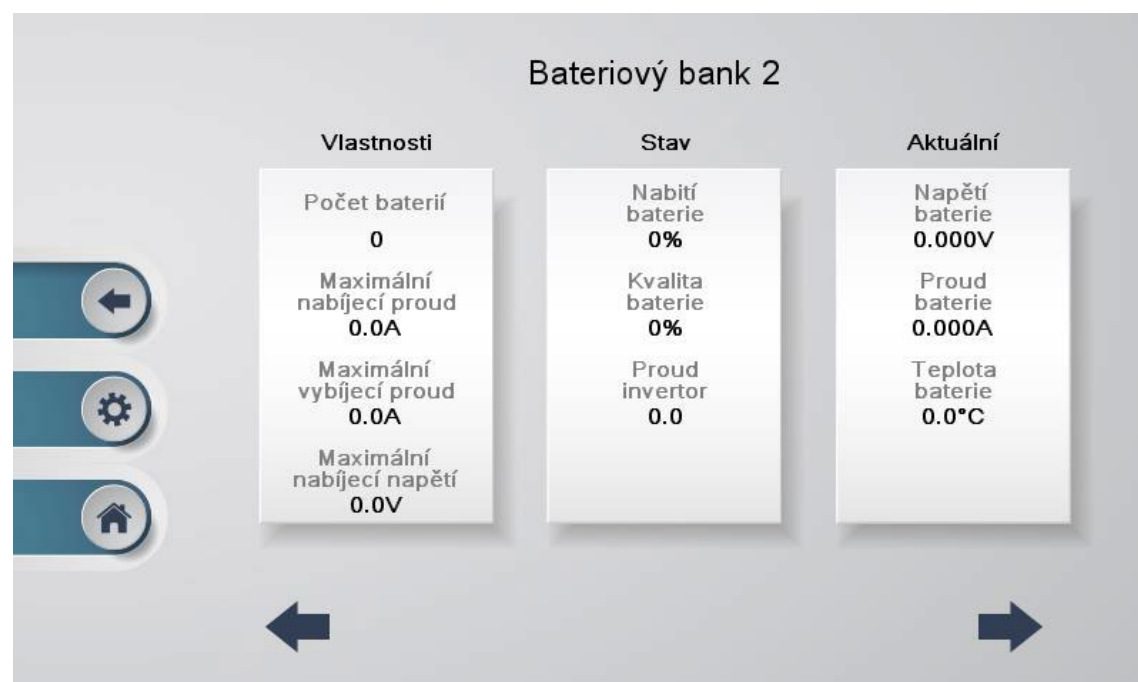 Bateriový bank 2
Vlastnosti
Počet baterií
0
Maximální
nabíjecí proud
0.0A
Maximální
vybíjecí proud
0.0A
Maximální
nabíjecí napětí
0.0V
Stav
Nabití
baterie
0%
Kvalita
baterie
0%
Proud
invertor
0.0
Aktuální
Napětí
baterie
0.000V
Proud
baterie
0.000A
Teplota
baterie
0.0°C